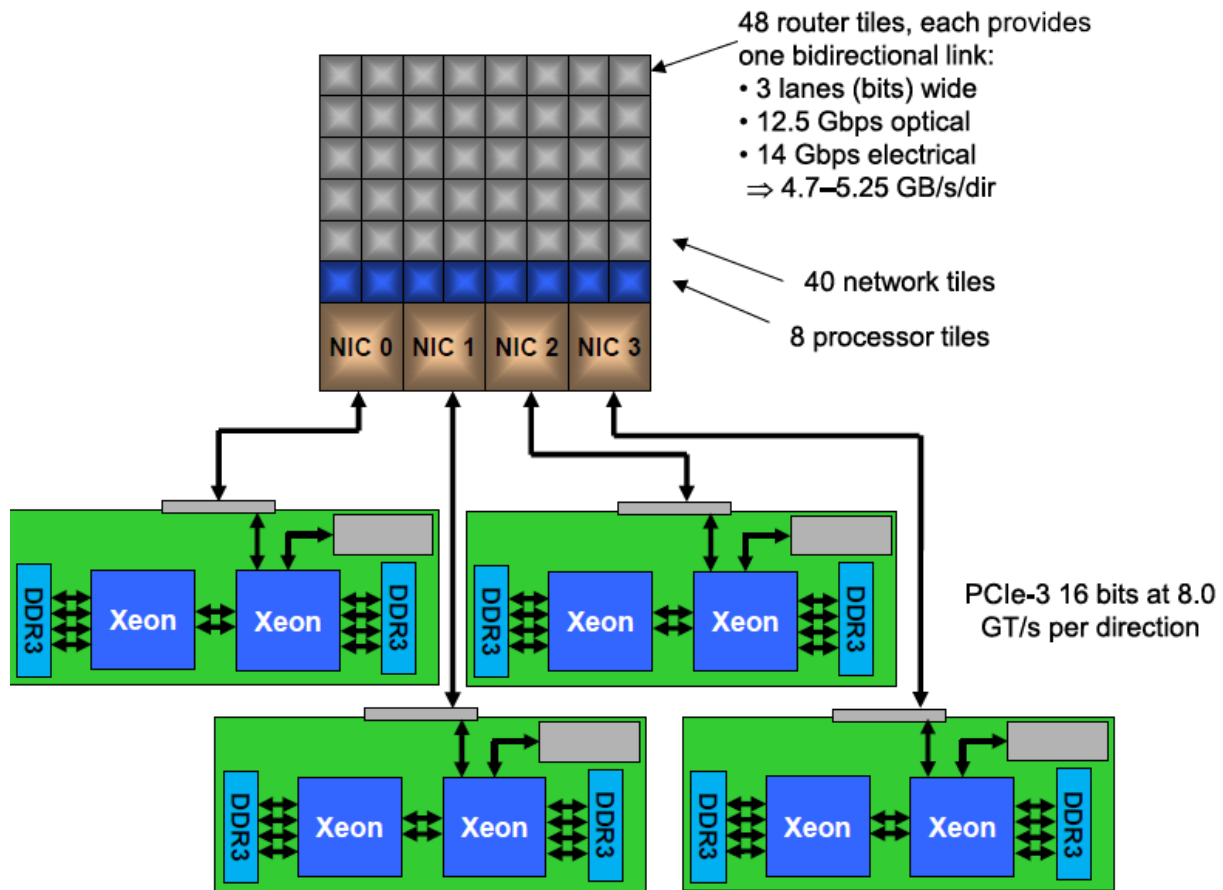 48 router tiles, each provides
one bidirectional link:
• 3 lanes (bits) wide
• 12.5 Gbps optical
• 14 Gbps electrical
⇒ 4.7–5.25 GB/s/dir
40 network tiles
8 processor tiles
NIC 0 NIC 1 NIC 2 NIC 3
DDR3 Xeon Xeon DDR3
DDR3 Xeon Xeon DDR3
PCIe-3 16 bits at 8.0
GT/s per direction
DDR3 Xeon Xeon DDR3
DDR3 Xeon Xeon DDR3